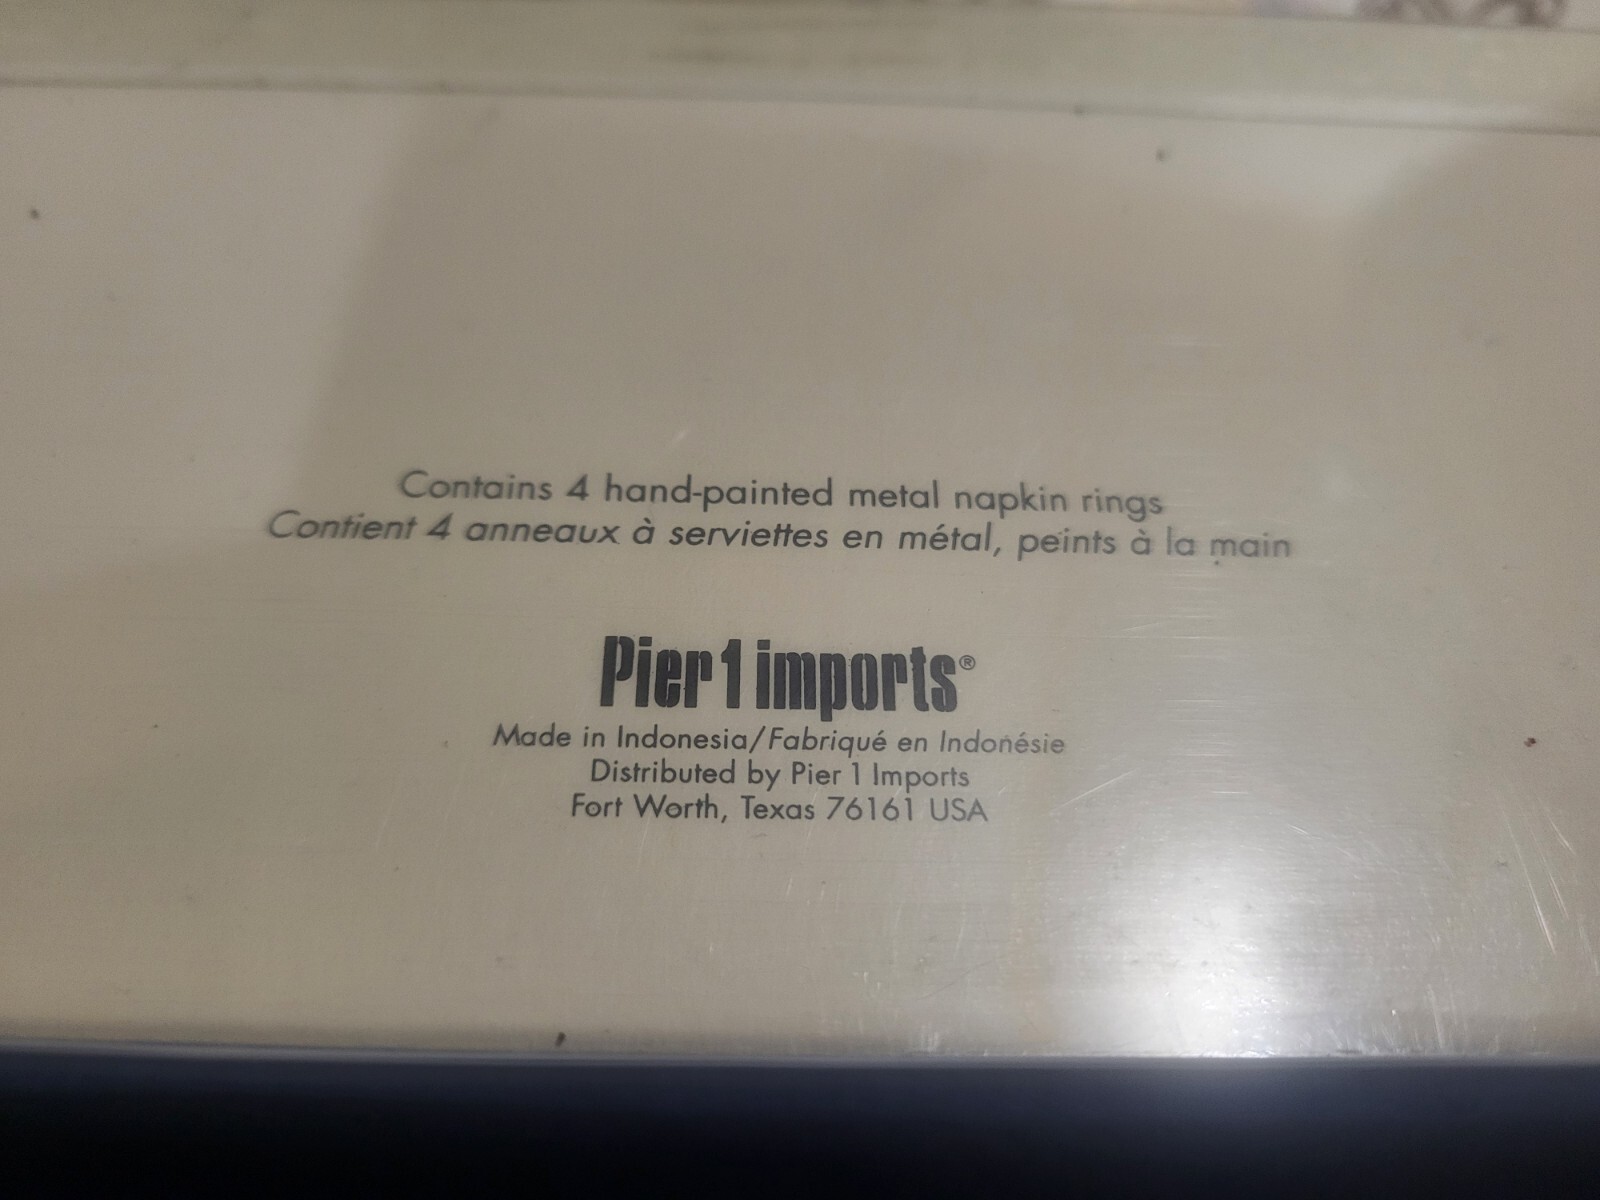 Contains 4 hand-painted metal napkin rings
Contient 4 anneaux à serviettes en métal, peints à la main
Pier 1 imports®
Made in Indonesia/Fabriqué en Indonésie
Distributed by Pier 1 Imports
Fort Worth, Texas 76161 USA